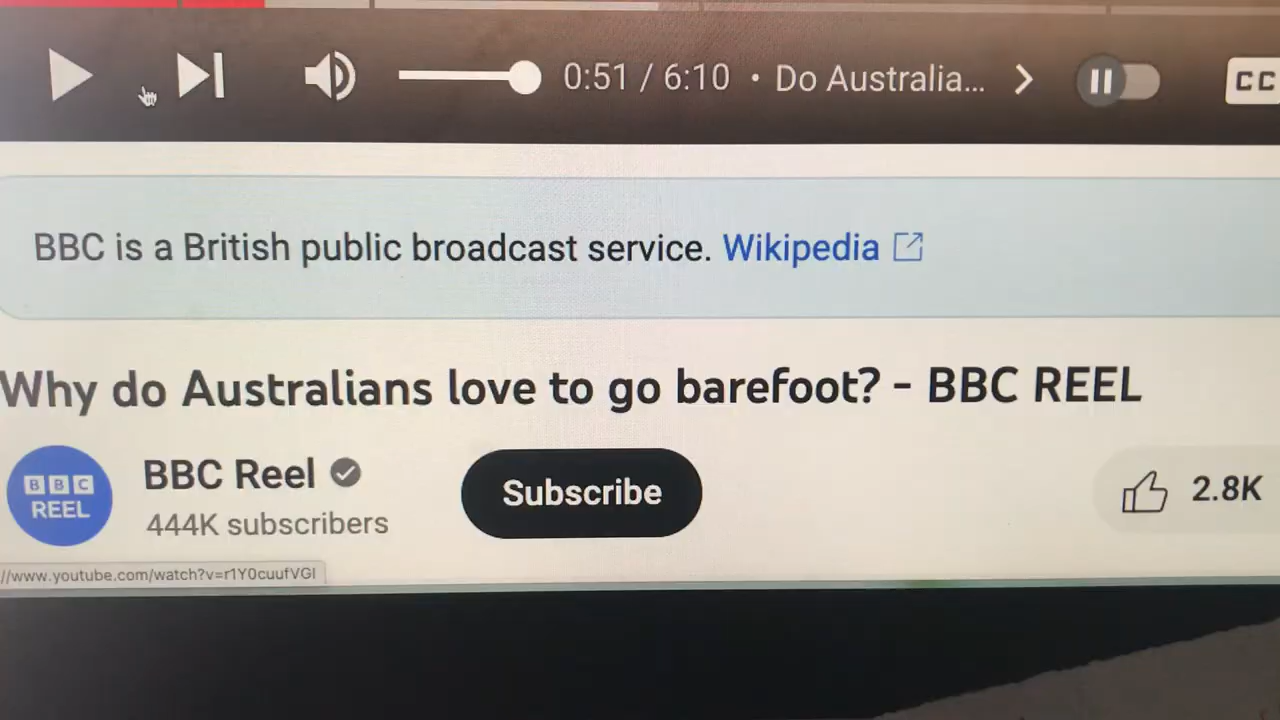 0:51 / 6:10 • Do Australia... CC
BBC is a British public broadcast service. Wikipedia
Why do Australians love to go barefoot? - BBC REEL
BBC
REEL
BBC Reel
444K subscribers
Subscribe
2.8K
//www.youtube.com/watch?v=r1Y0cuufVGI